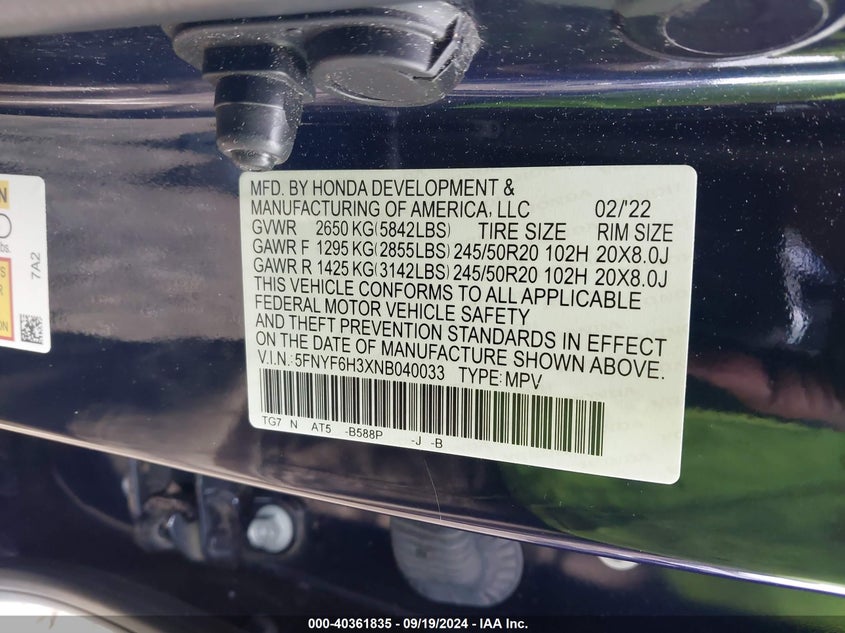 MFD. BY HONDA DEVELOPMENT &
MANUFACTURING OF AMERICA, LLC 02/'22
GVWR 2650 KG(5842LBS) TIRE SIZE RIM SIZE
GAWR F 1295 KG(2855LBS) 245/50R20 102H 20X8.0J
GAWR R 1425 KG(3142LBS) 245/50R20 102H 20X8.0J
THIS VEHICLE CONFORMS TO ALL APPLICABLE
FEDERAL MOTOR VEHICLE SAFETY
AND THEFT PREVENTION STANDARDS IN EFFECT
ON THE DATE OF MANUFACTURE SHOWN ABOVE.
V.I.N.: 5FNYF6H3XNB040033 TYPE: MPV
TG7 N AT5 -B588P -J -B
7A2
000-40361835 - 09/19/2024 - IAA Inc.